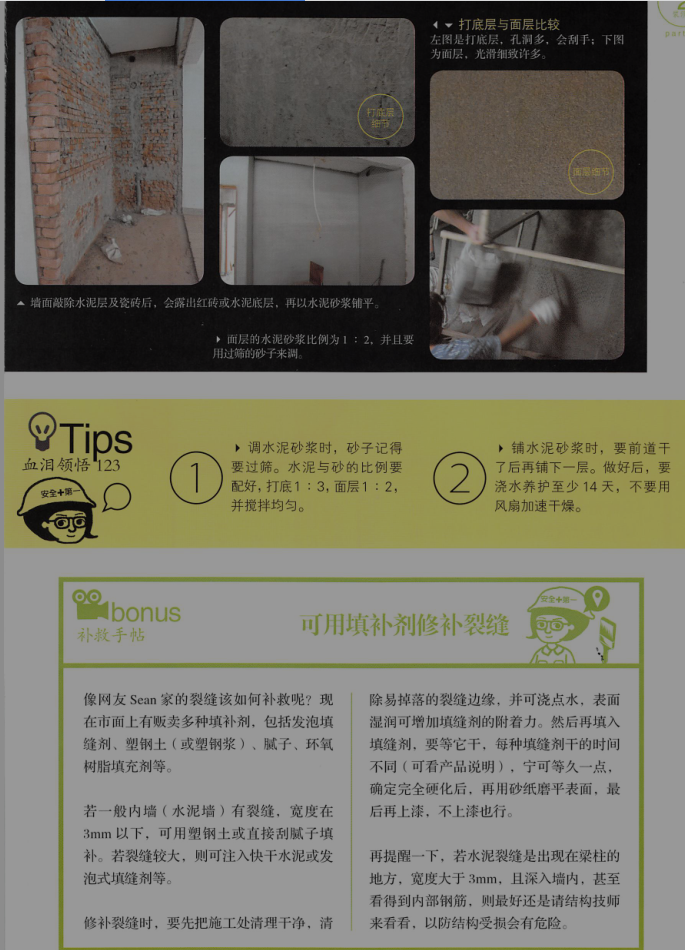 打底层与面层比较
左图是打底层，孔洞多，会刮手；下图
为面层，光滑细致许多。
打底层
细节
面层细节
墙面敲除水泥层及瓷砖后，会露出红砖或水泥底层，再以水泥砂浆铺平。
面层的水泥砂浆比例为1：2，并且要
用过筛的砂子来调。
Tips
血泪领悟 123
安全+第一
1
调水泥砂浆时，砂子记得
要过筛。水泥与砂的比例要
配好，打底1：3，面层1：2，
并搅拌均匀。
2
铺水泥砂浆时，要前道干
了后再铺下一层。做好后，要
浇水养护至少14天，不要用
风扇加速干燥。
bonus
补救手帖
可用填补剂修补裂缝
安全+第一
像网友 Sean 家的裂缝该如何补救呢？现
在市面上有贩卖多种填补剂，包括发泡填
缝剂、塑钢土（或塑钢浆）、腻子、环氧
树脂填充剂等。
若一般内墙（水泥墙）有裂缝，宽度在
3mm 以下，可用塑钢土或直接刮腻子填
补。若裂缝较大，则可注入快干水泥或发
泡式填缝剂等。
修补裂缝时，要先把施工处清理干净，清
除易掉落的裂缝边缘，并可浇点水，表面
湿润可增加填缝剂的附着力。然后再填入
填缝剂，要等它干，每种填缝剂干的时间
不同（可看产品说明），宁可等久一点，
确定完全硬化后，再用砂纸磨平表面，最
后再上漆，不上漆也行。
再提醒一下，若水泥裂缝是出现在梁柱的
地方，宽度大于 3mm，且深入墙内，甚至
看得到内部钢筋，则最好还是请结构技师
来看看，以防结构受损会有危险。